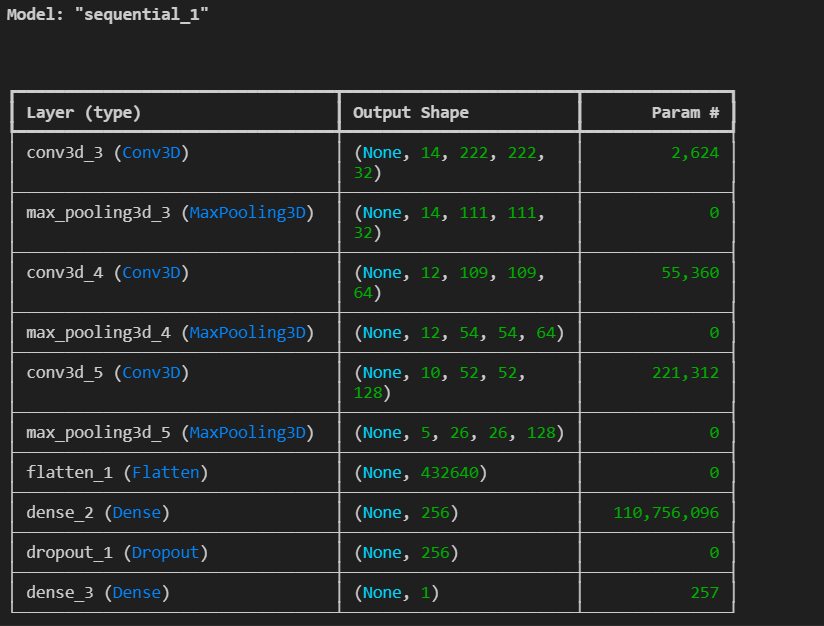 Model: "sequential_1"
Layer (type) Output Shape Param #
conv3d_3 (Conv3D) (None, 14, 222, 222, 2,624
32)
max_pooling3d_3 (MaxPooling3D) (None, 14, 111, 111, 0
32)
conv3d_4 (Conv3D) (None, 12, 109, 109, 55,360
64)
max_pooling3d_4 (MaxPooling3D) (None, 12, 54, 54, 64) 0
conv3d_5 (Conv3D) (None, 10, 52, 52, 221,312
128)
max_pooling3d_5 (MaxPooling3D) (None, 5, 26, 26, 128) 0
flatten_1 (Flatten) (None, 432640) 0
dense_2 (Dense) (None, 256) 110,756,096
dropout_1 (Dropout) (None, 256) 0
dense_3 (Dense) (None, 1) 257